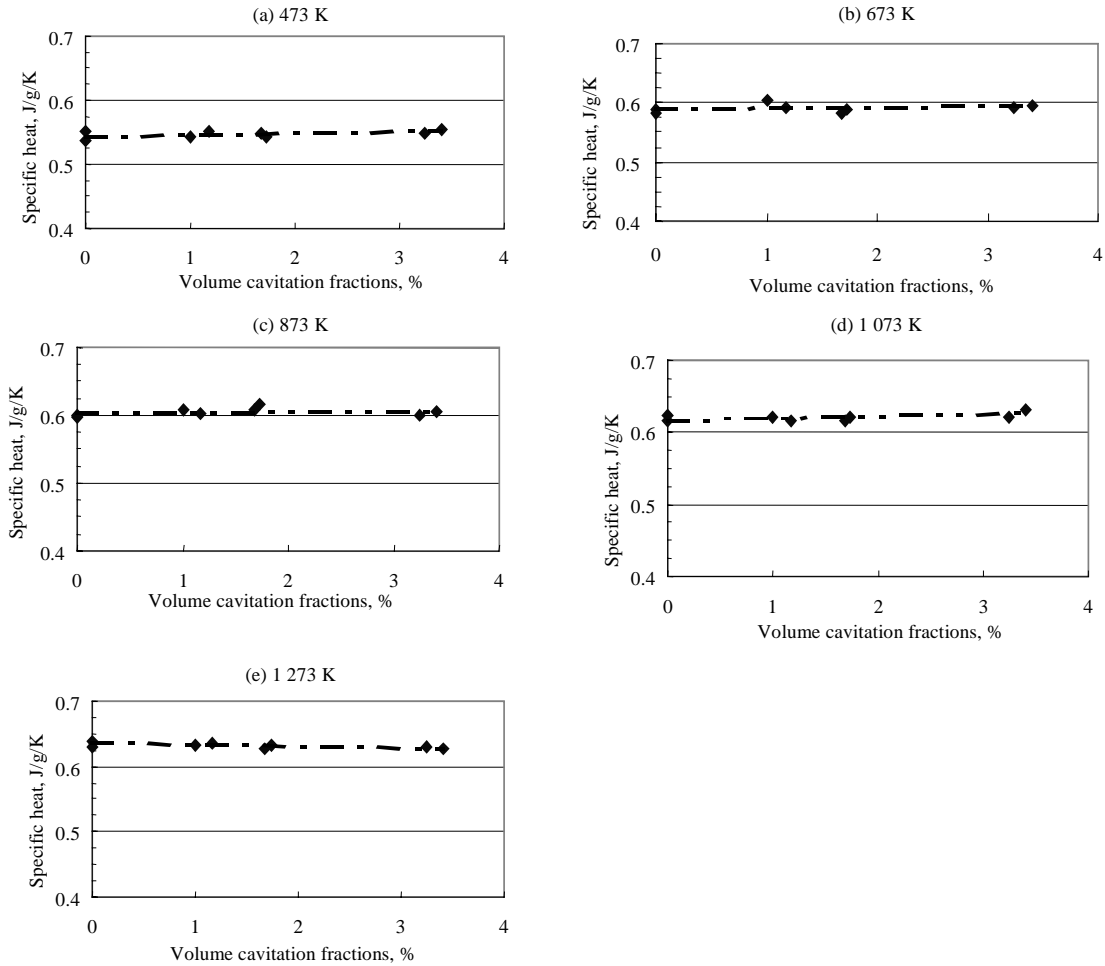 (a) 473 K
0.7
0.6
0.5
0.4
Specific heat, J/g/K
0 1 2 3 4
Volume cavitation fractions, %
(b) 673 K
0.7
0.6
0.5
0.4
Specific heat, J/g/K
0 1 2 3 4
Volume cavitation fractions, %
(c) 873 K
0.7
0.6
0.5
0.4
Specific heat, J/g/K
0 1 2 3 4
Volume cavitation fractions, %
(d) 1 073 K
0.7
0.6
0.5
0.4
Specific heat, J/g/K
0 1 2 3 4
Volume cavitation fractions, %
(e) 1 273 K
0.7
0.6
0.5
0.4
Specific heat, J/g/K
0 1 2 3 4
Volume cavitation fractions, %